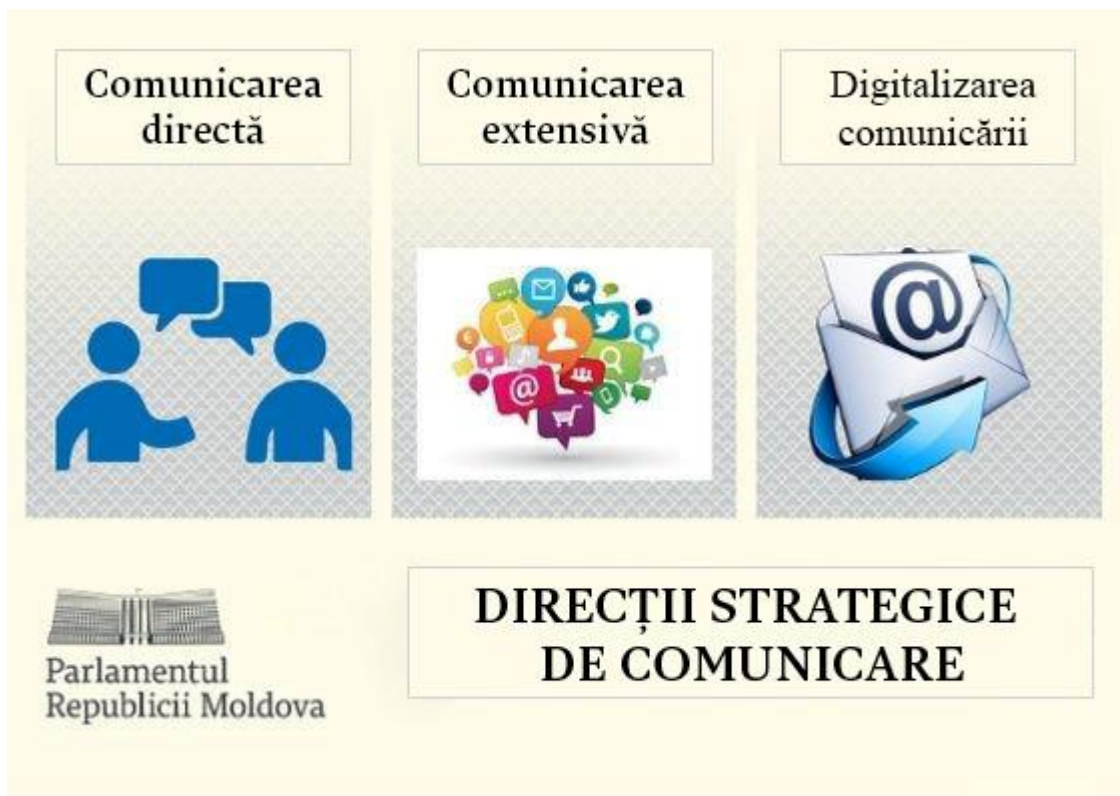 Comunicarea
directă
Comunicarea
extensivă
Digitalizarea
comunicării
@
@
Parlamentul
Republicii Moldova
DIRECȚII STRATEGICE
DE COMUNICARE